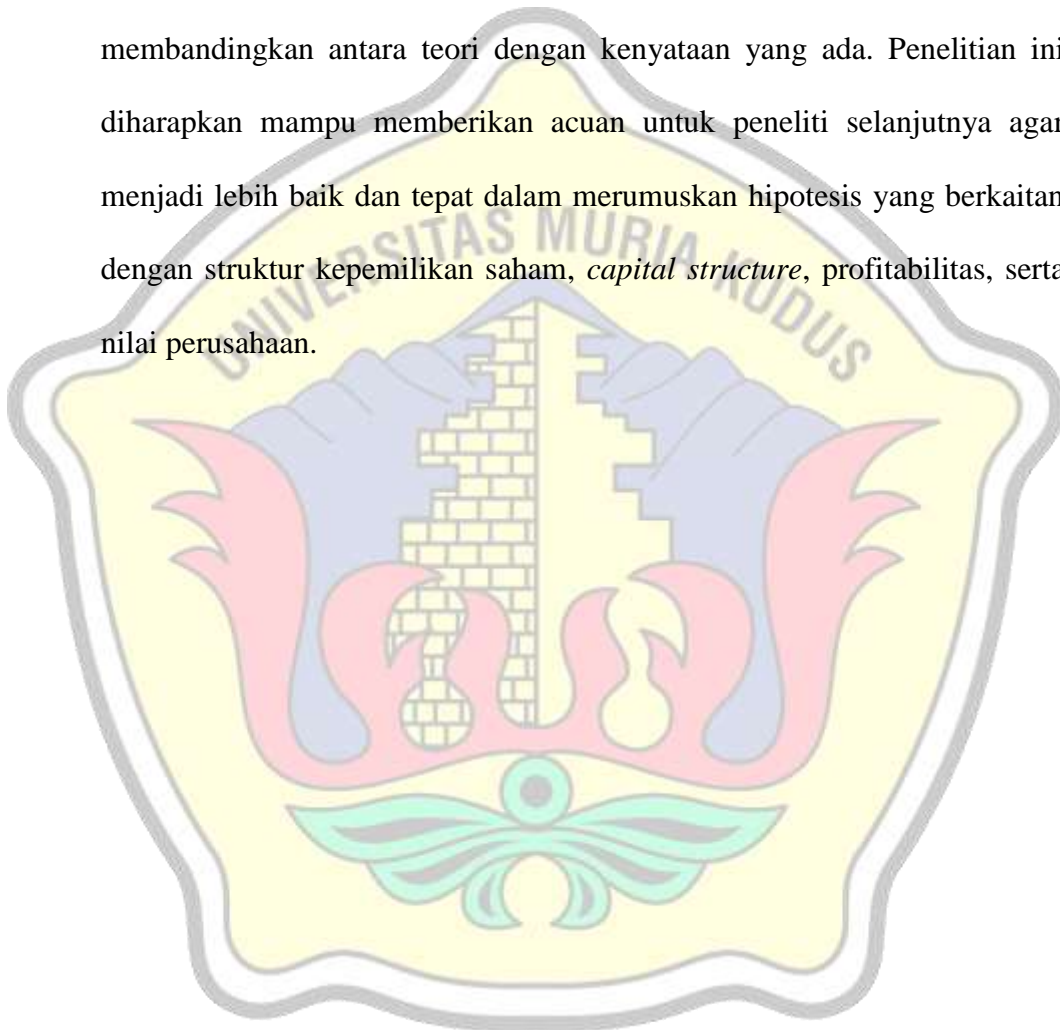 membandingkan antara teori dengan kenyataan yang ada. Penelitian ini
diharapkan mampu memberikan acuan untuk peneliti selanjutnya agar
menjadi lebih baik dan tepat dalam merumuskan hipotesis yang berkaitan
dengan struktur kepemilikan saham, capital structure, profitabilitas, serta
nilai perusahaan.
UNIVERSITAS MURIA KUDUS